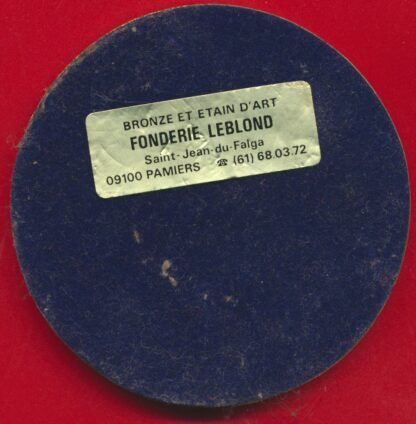 BRONZE ET ETAIN D'ART
FONDERIE LEBLOND
Saint-Jean-du-Falga
09100 PAMIERS ☎ (61) 68.03.72